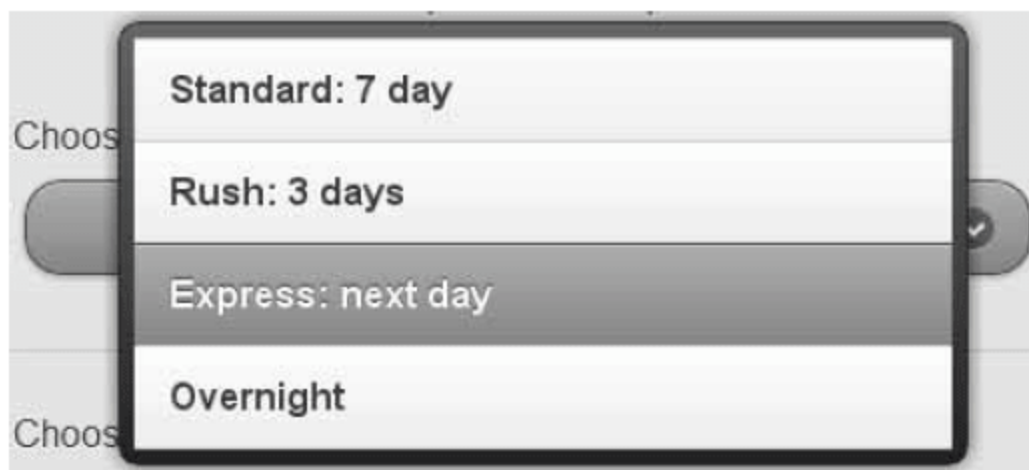 Standard: 7 day
Choos
Rush: 3 days
Express: next day
Overnight
Choos